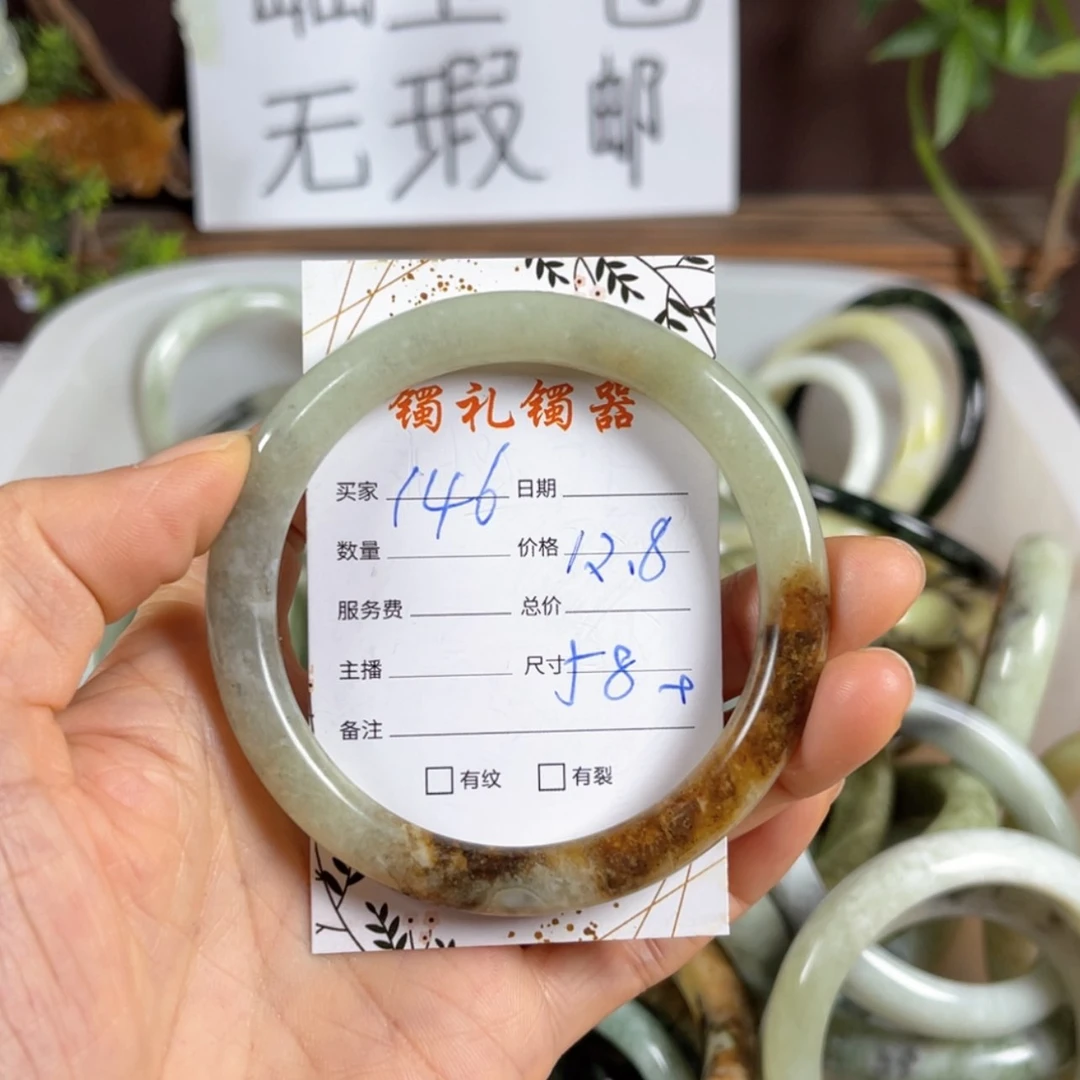 无瑕 邮
镯礼镯器
买家 146 日期
数量 价格 12.8
服务费 总价
主播 尺寸 58+
备注
□有纹 □有裂